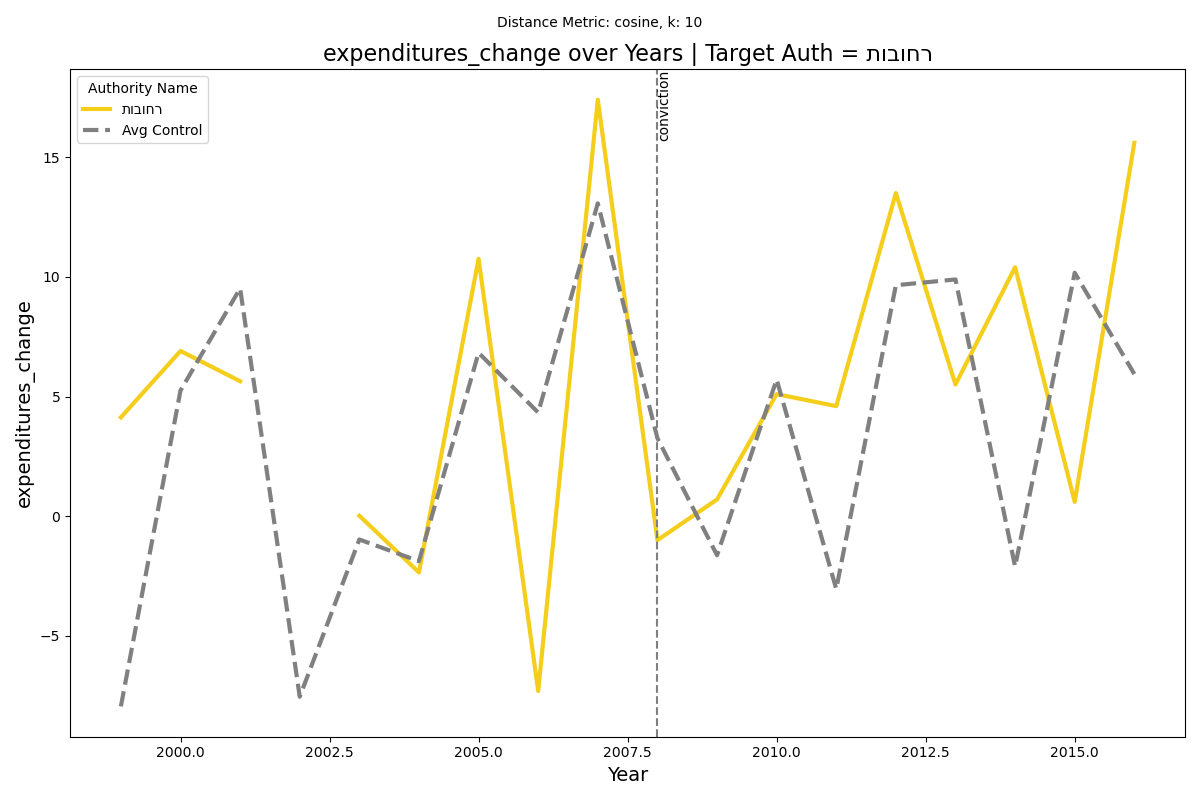 Distance Metric: cosine, k: 10
expenditures_change over Years | Target Auth = רחובות
Authority Name
רחובות
Avg Control
conviction
expenditures_change
15
10
5
0
−5
2000.0 2002.5 2005.0 2007.5 2010.0 2012.5 2015.0
Year